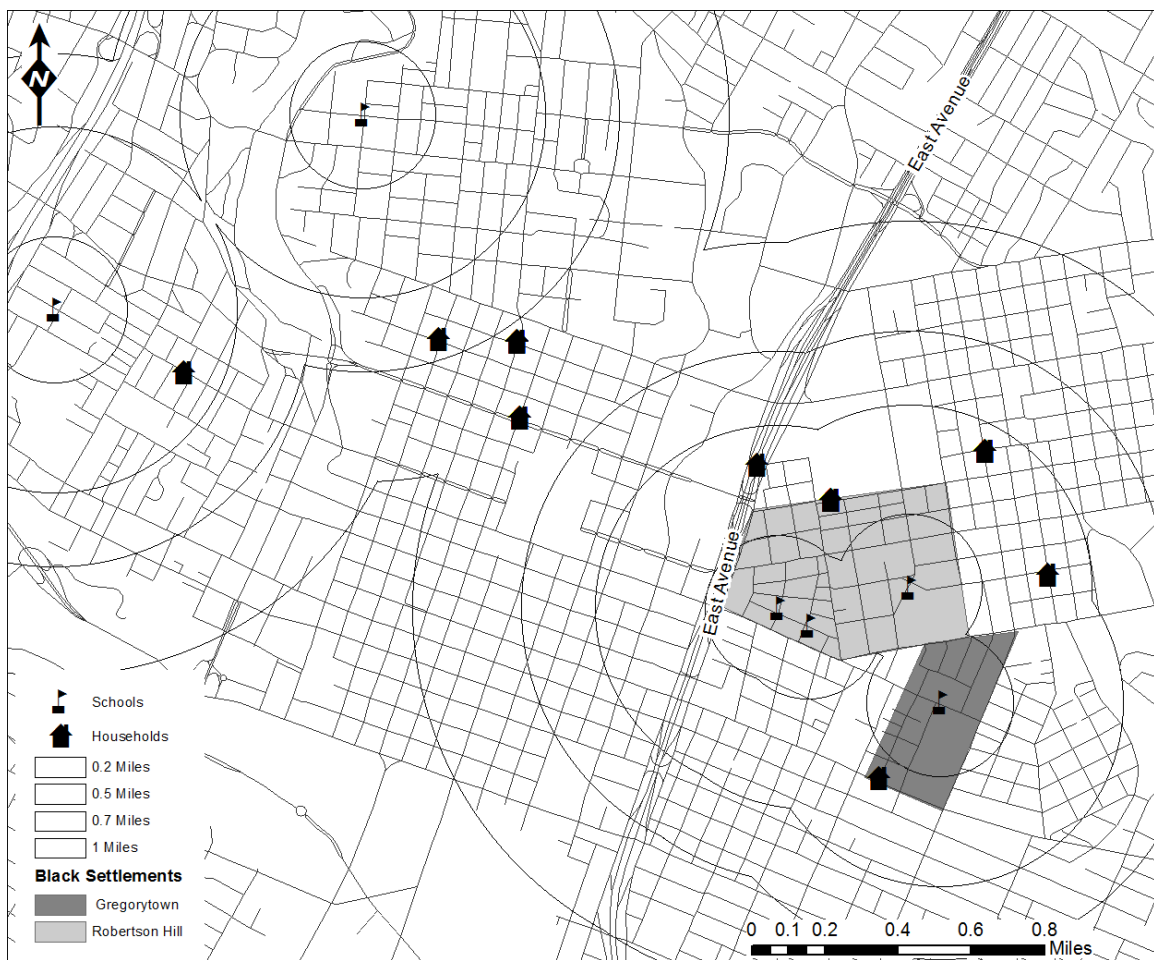 N
East Avenue
East Avenue
Schools
Households
0.2 Miles
0.5 Miles
0.7 Miles
1 Miles
Black Settlements
Gregorytown
Robertson Hill
0 0.1 0.2 0.4 0.6 0.8
Miles